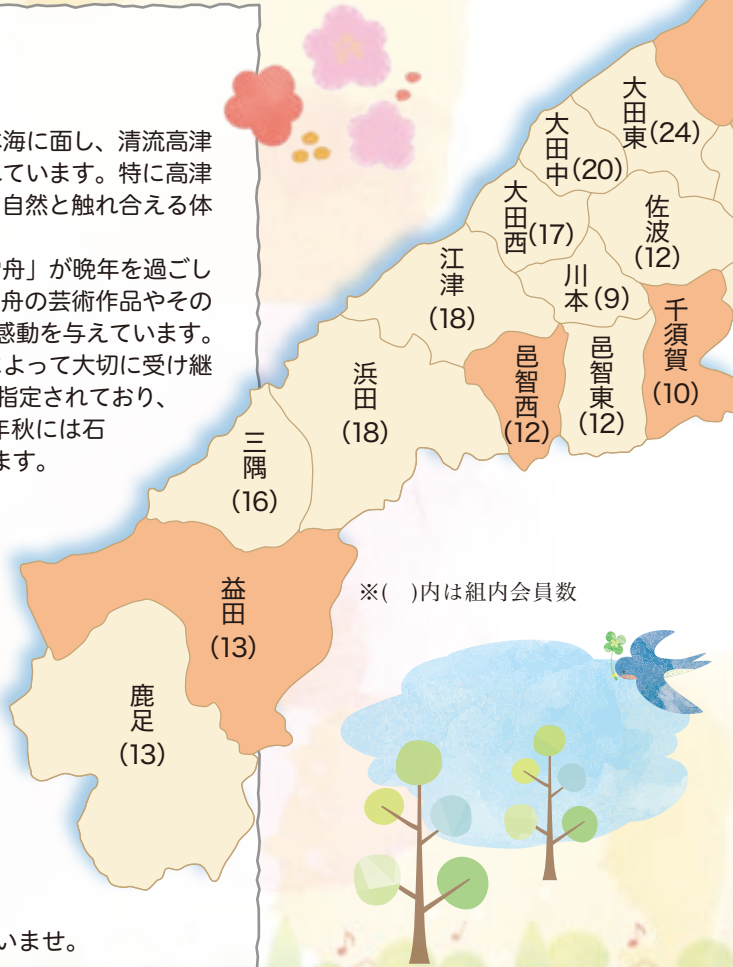 海に面し、清流高津
ています。特に高津
自然と触れ合える体
舟」が晩年を過ごし
舟の芸術作品やその
感動を与えています。
によって大切に受け継
指定されており、
年秋には石
ます。
いませ。
大田東(24)
大田中(20)
大田西(17)
佐波
(12)
江津
(18)
川本(9)
千須賀
(10)
邑智西
(12)
邑智東
(12)
浜田
(18)
三隅
(16)
益田
(13)
鹿足
(13)
※(　)内は組内会員数